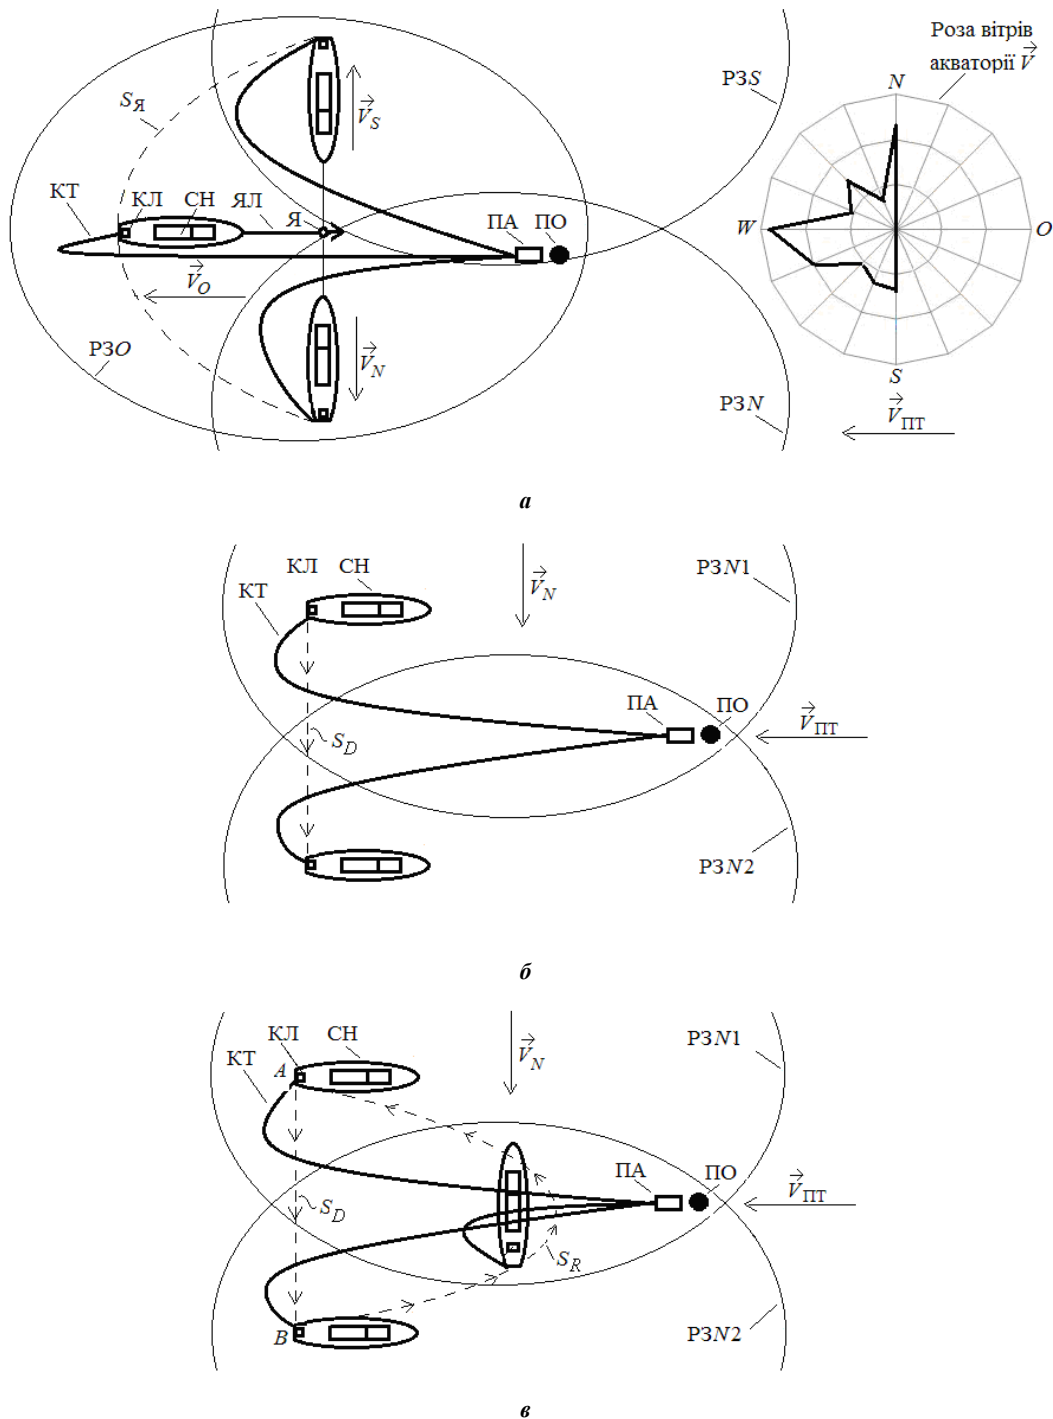 Роза вітрів
акваторії V⃗
N
W
O
S
V⃗ПТ
РЗS
SЯ
V⃗S
КТ
КЛ
СН
ЯЛ
Я
ПА
ПО
V⃗O
РЗO
V⃗N
РЗN
а
КЛ
СН
КТ
V⃗N
РЗN1
ПА
ПО
V⃗ПТ
SD
РЗN2
б
КЛ
СН
КТ
A
V⃗N
РЗN1
ПА
ПО
V⃗ПТ
SD
SR
B
РЗN2
в